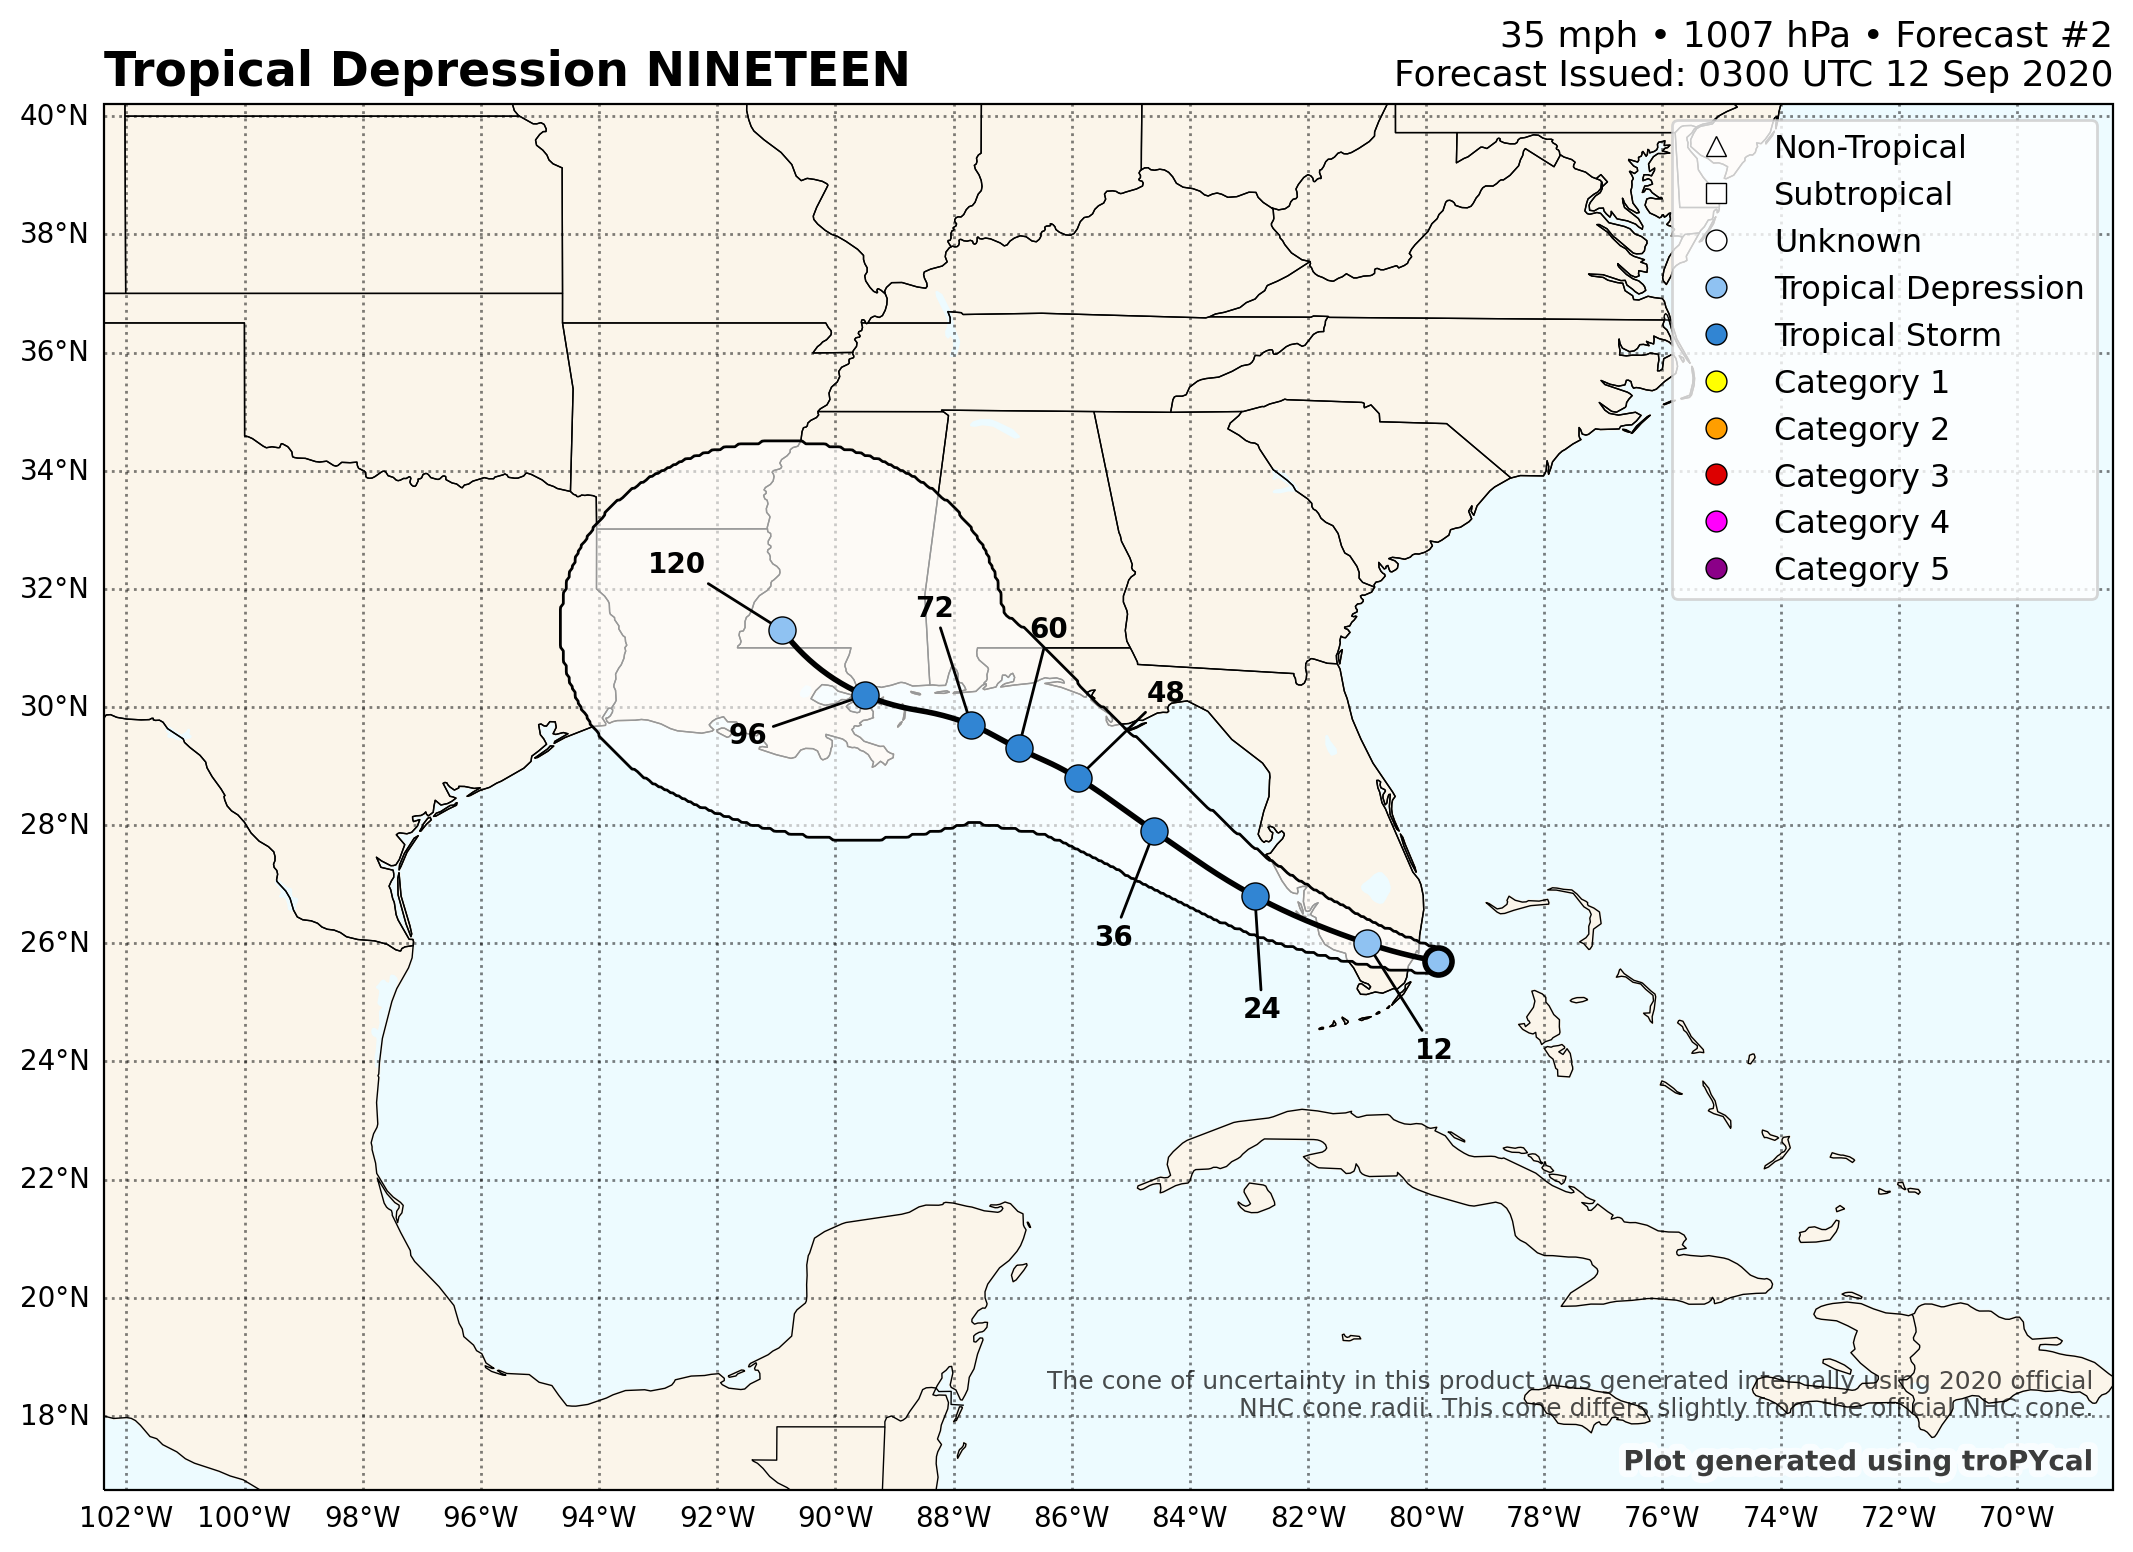 Tropical Depression NINETEEN
35 mph • 1007 hPa • Forecast #2
Forecast Issued: 0300 UTC 12 Sep 2020
40°N
38°N
36°N
34°N
32°N
30°N
28°N
26°N
24°N
22°N
20°N
18°N
Non-Tropical
Subtropical
Unknown
Tropical Depression
Tropical Storm
Category 1
Category 2
Category 3
Category 4
Category 5
120
72
60
48
96
36
24
12
The cone of uncertainty in this product was generated internally using 2020 official
NHC cone radii. This cone differs slightly from the official NHC cone.
Plot generated using troPYcal
102°W 100°W 98°W 96°W 94°W 92°W 90°W 88°W 86°W 84°W 82°W 80°W 78°W 76°W 74°W 72°W 70°W